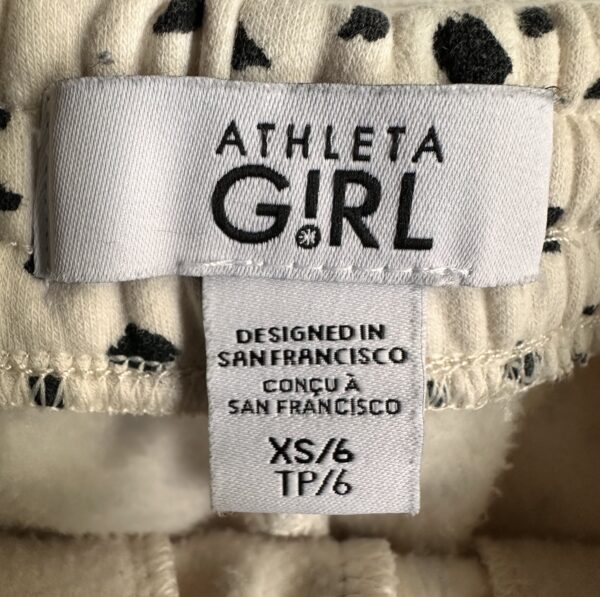 ATHLETA
G!RL
DESIGNED IN
SAN FRANCISCO
CONÇU À
SAN FRANCISCO
XS/6
TP/6